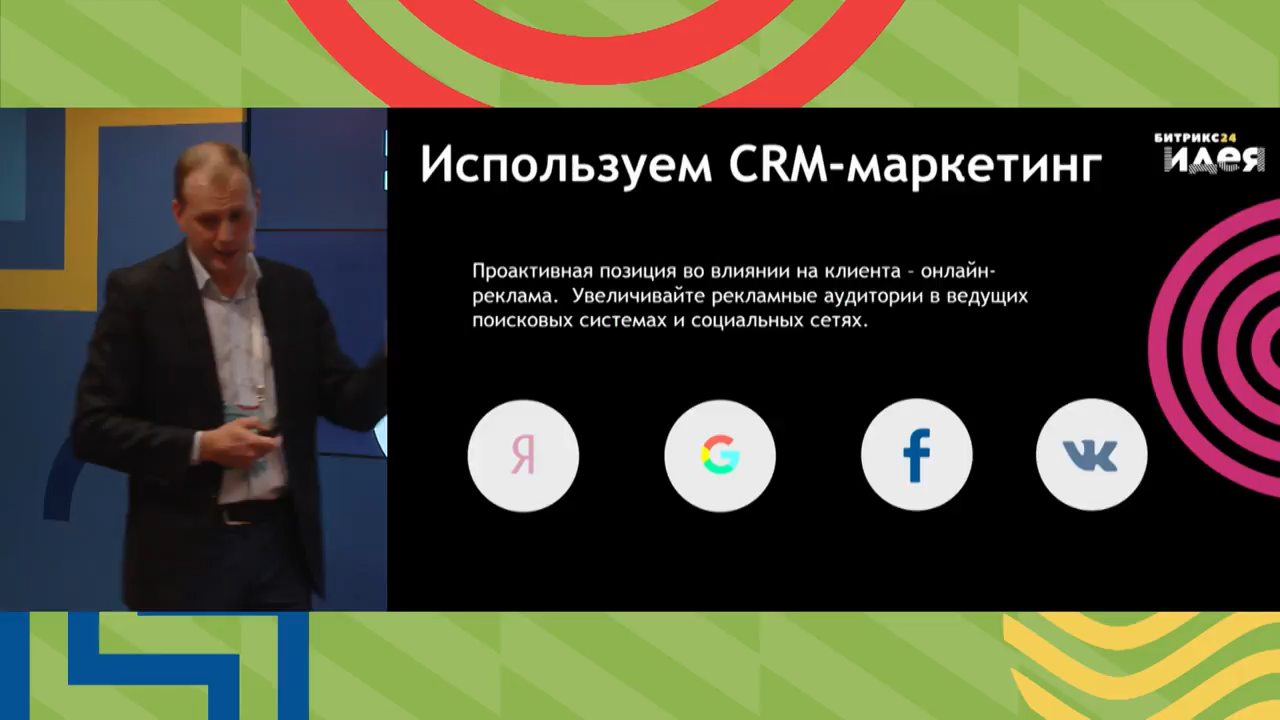 Используем CRM-маркетинг
БИТРИКС24
идея
Проактивная позиция во влиянии на клиента – онлайн-
реклама. Увеличивайте рекламные аудитории в ведущих
поисковых системах и социальных сетях.
Я
G
f
VK